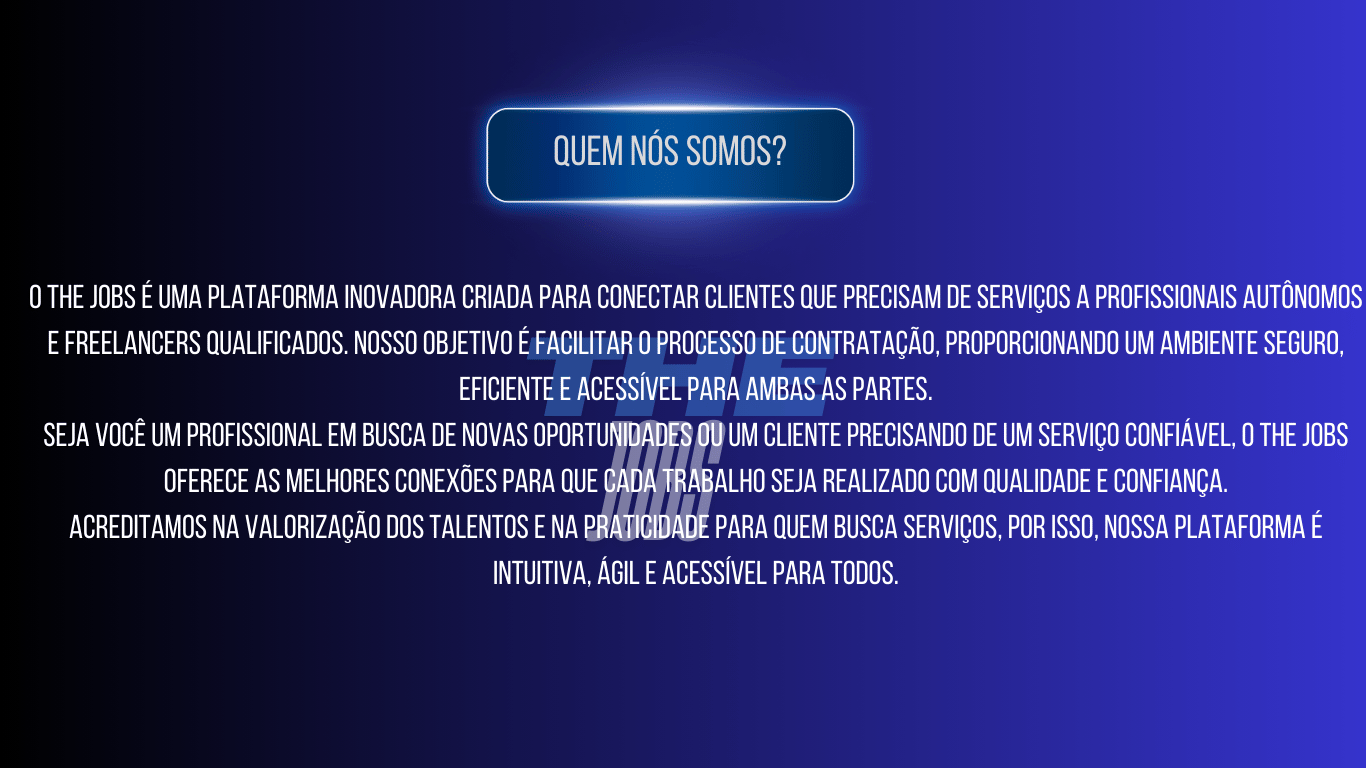 QUEM NÓS SOMOS?
O THE JOBS É UMA PLATAFORMA INOVADORA CRIADA PARA CONECTAR CLIENTES QUE PRECISAM DE SERVIÇOS A PROFISSIONAIS AUTÔNOMOS
E FREELANCERS QUALIFICADOS. NOSSO OBJETIVO É FACILITAR O PROCESSO DE CONTRATAÇÃO, PROPORCIONANDO UM AMBIENTE SEGURO,
EFICIENTE E ACESSÍVEL PARA AMBAS AS PARTES.
SEJA VOCÊ UM PROFISSIONAL EM BUSCA DE NOVAS OPORTUNIDADES OU UM CLIENTE PRECISANDO DE UM SERVIÇO CONFIÁVEL, O THE JOBS
OFERECE AS MELHORES CONEXÕES PARA QUE CADA TRABALHO SEJA REALIZADO COM QUALIDADE E CONFIANÇA.
ACREDITAMOS NA VALORIZAÇÃO DOS TALENTOS E NA PRATICIDADE PARA QUEM BUSCA SERVIÇOS, POR ISSO, NOSSA PLATAFORMA É
INTUITIVA, ÁGIL E ACESSÍVEL PARA TODOS.
THE
JOBS